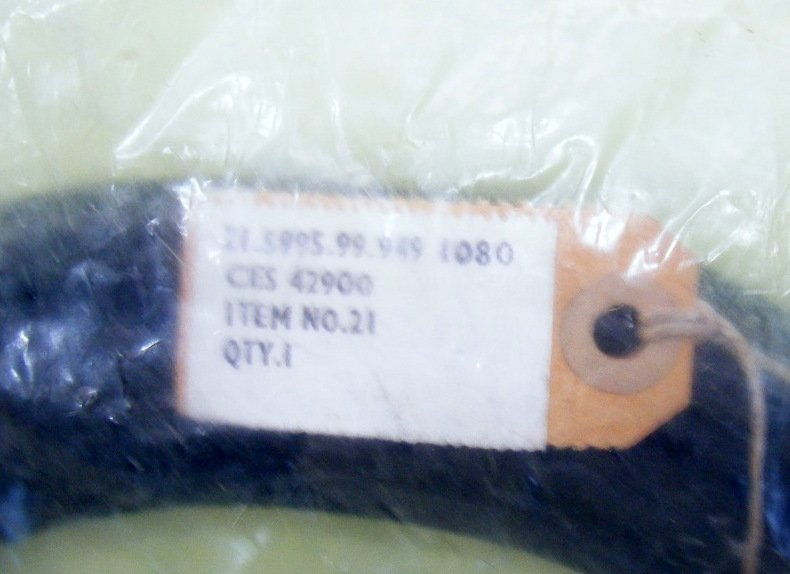 21.5995.99.949 1080
CES 42900
ITEM NO.21
QTY.1